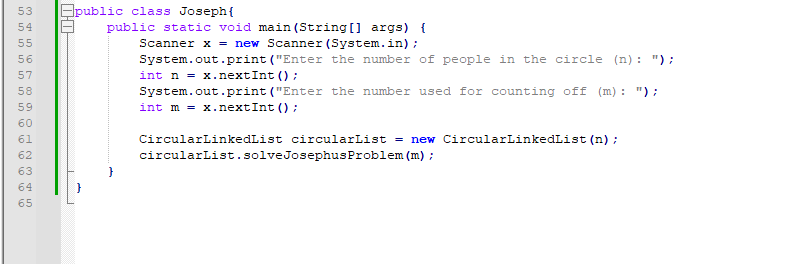 53 public class Joseph{
54 public static void main(String[] args) {
55 Scanner x = new Scanner(System.in);
56 System.out.print("Enter the number of people in the circle (n): ");
57 int n = x.nextInt();
58 System.out.print("Enter the number used for counting off (m): ");
59 int m = x.nextInt();
60
61 CircularLinkedList circularList = new CircularLinkedList(n);
62 circularList.solveJosephusProblem(m);
63 }
64 }
65